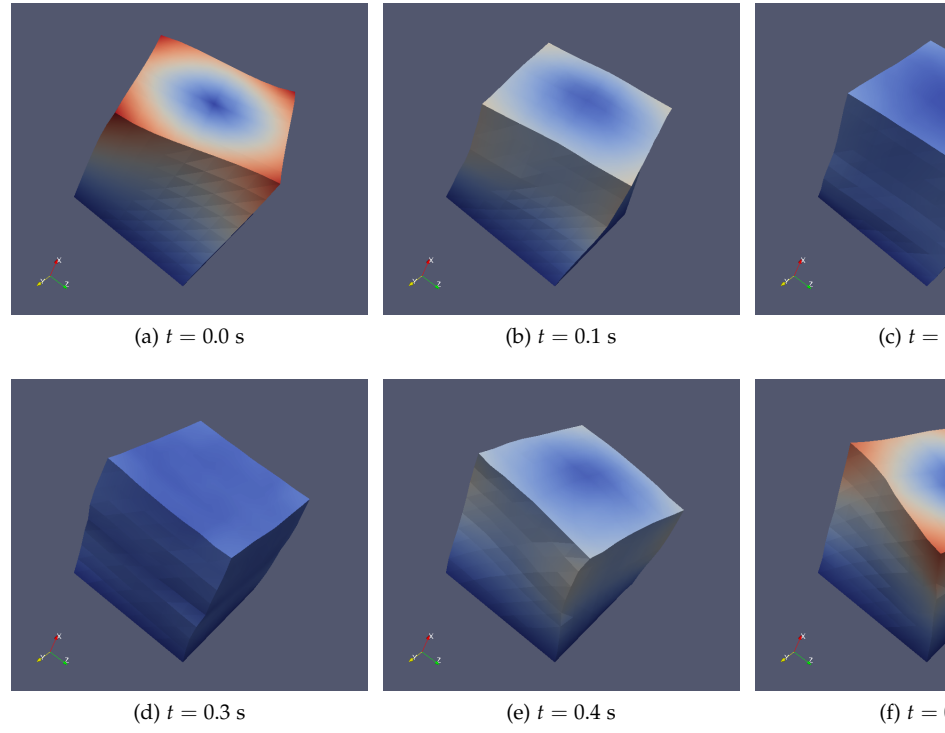 X
Y
Z
X
Y
Z
X
Y
Z
(a) t = 0.0 s
(b) t = 0.1 s
(c) t =
X
Y
Z
X
Y
Z
X
Y
Z
(d) t = 0.3 s
(e) t = 0.4 s
(f) t =